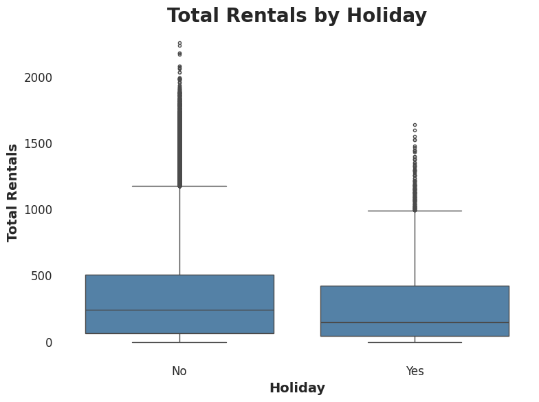 Total Rentals by Holiday
Total Rentals
2000
1500
1000
500
0
No Yes
Holiday